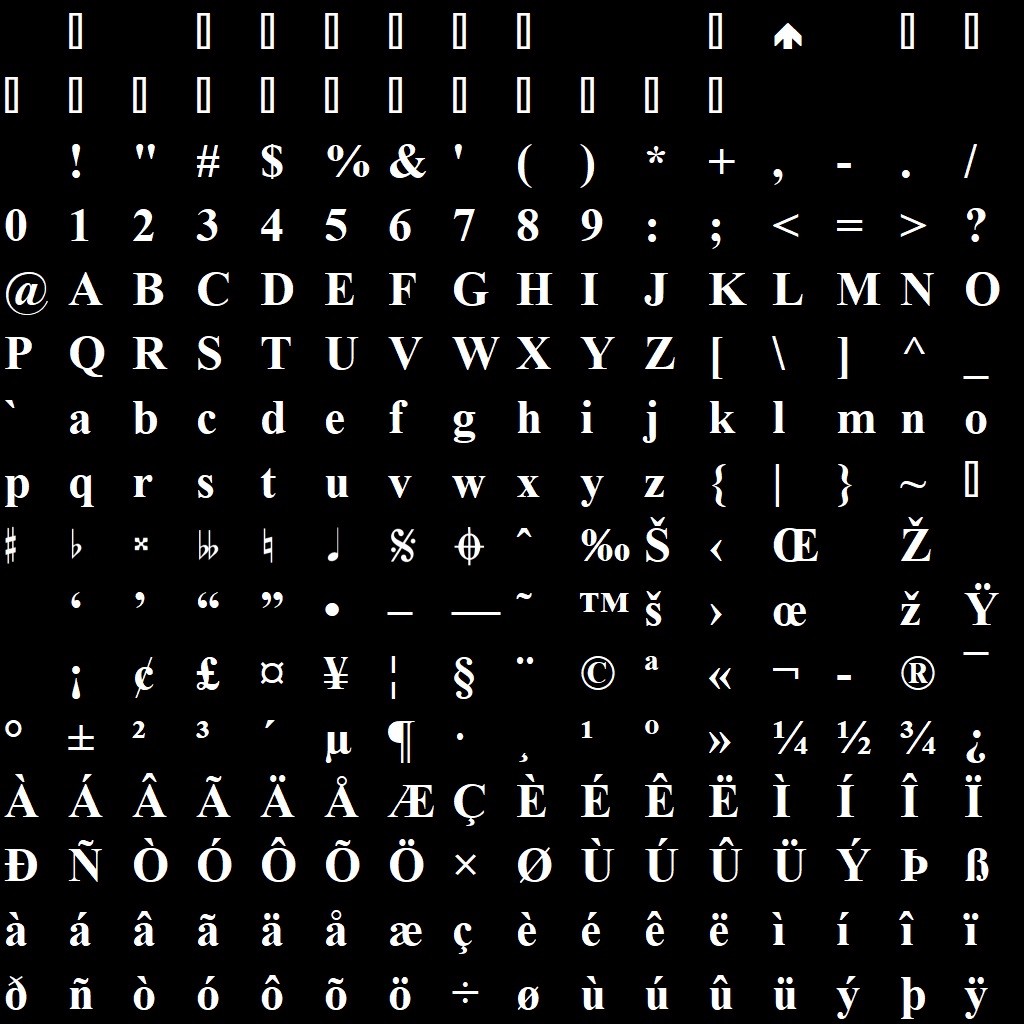 ▯ ▯ ▯ ▯ ▯ ▯ ▯ ▯ 🡹 ▯ ▯
▯ ▯ ▯ ▯ ▯ ▯ ▯ ▯ ▯ ▯ ▯ ▯
! " # $ % & ' ( ) * + , - . /
0 1 2 3 4 5 6 7 8 9 : ; < = > ?
@ A B C D E F G H I J K L M N O
P Q R S T U V W X Y Z [ \ ] ^ _
` a b c d e f g h i j k l m n o
p q r s t u v w x y z { | } ~ ▯
♯ ♭ 𝄪 𝄫 ♮ ♩ 𝄋 𝄌 ˆ ‰ Š ‹ Œ Ž
‘ ’ “ ” • – — ˜ ™ š › œ ž Ÿ
¡ ¢ £ ¤ ¥ ¦ § ¨ © ª « ¬ - ® ¯
° ± ² ³ ´ µ ¶ · ¸ ¹ º » ¼ ½ ¾ ¿
À Á Â Ã Ä Å Æ Ç È É Ê Ë Ì Í Î Ï
Ð Ñ Ò Ó Ô Õ Ö × Ø Ù Ú Û Ü Ý Þ ß
à á â ã ä å æ ç è é ê ë ì í î ï
ð ñ ò ó ô õ ö ÷ ø ù ú û ü ý þ ÿ